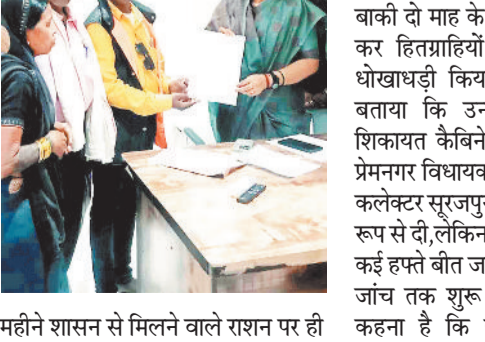 महीने शासन से मिलने वाले राशन पर ही
बाकी दो माह के
कर हितग्राहियों
धोखाधड़ी किय
बताया कि उन
शिकायत कैबिने
प्रेमनगर विधायक
कलेक्टर सूरजपु
रूप से दी,लेकिन
कई हफ्ते बीत ज
जांच तक शुरू
कहना है कि